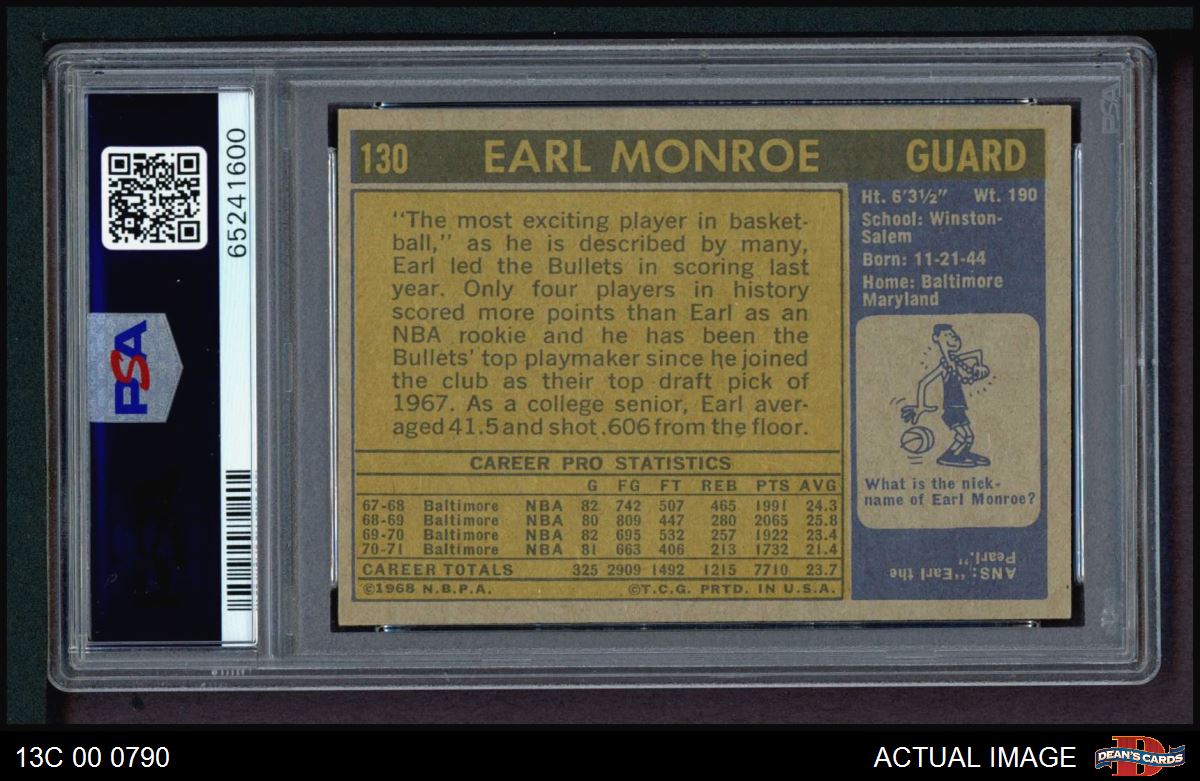 65241600
PSA
130 EARL MONROE GUARD
"The most exciting player in basket-
ball," as he is described by many,
Earl led the Bullets in scoring last
year. Only four players in history
scored more points than Earl as an
NBA rookie and he has been the
Bullets' top playmaker since he joined
the club as their top draft pick of
1967. As a college senior, Earl aver-
aged 41.5 and shot .606 from the floor.
CAREER PRO STATISTICS
G FG FT REB PTS AVG
67-68 Baltimore NBA 82 742 507 465 1991 24.3
68-69 Baltimore NBA 80 809 447 280 2065 25.8
69-70 Baltimore NBA 82 695 532 257 1922 23.4
70-71 Baltimore NBA 81 663 406 213 1732 21.4
CAREER TOTALS 325 2909 1492 1215 7710 23.7
©1968 N.B.P.A. ©T.C.G. PRTD. IN U.S.A.
Ht. 6'3½" Wt. 190
School: Winston-
Salem
Born: 11-21-44
Home: Baltimore
Maryland
What is the nick-
name of Earl Monroe?
ANS: "Earl the
Pearl."
PSA
13C 00 0790
ACTUAL IMAGE
DEAN'S CARDS